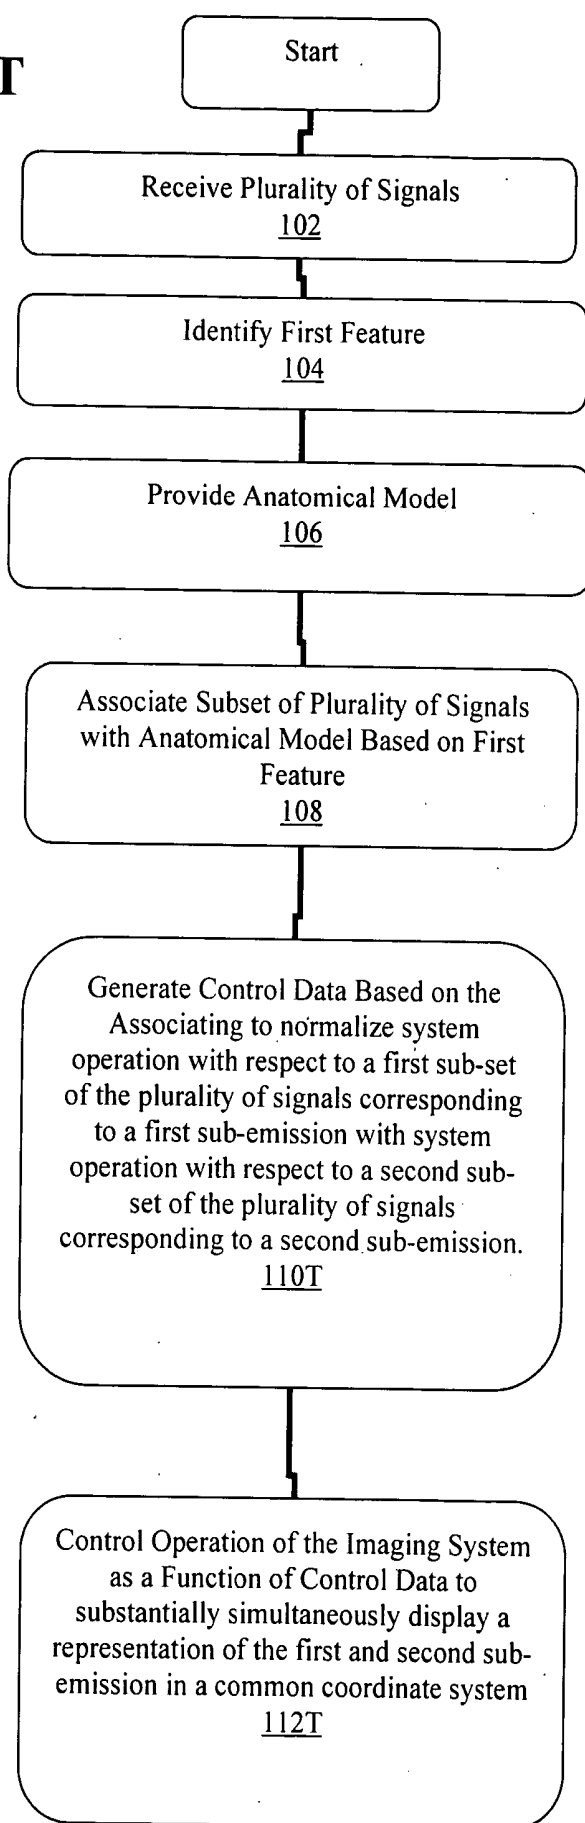 T
Start
Receive Plurality of Signals
102
Identify First Feature
104
Provide Anatomical Model
106
Associate Subset of Plurality of Signals
with Anatomical Model Based on First
Feature
108
Generate Control Data Based on the
Associating to normalize system
operation with respect to a first sub-set
of the plurality of signals corresponding
to a first sub-emission with system
operation with respect to a second sub-
set of the plurality of signals
corresponding to a second sub-emission.
110T
Control Operation of the Imaging System
as a Function of Control Data to
substantially simultaneously display a
representation of the first and second sub-
emission in a common coordinate system
112T